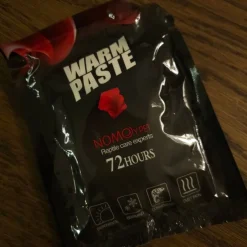 WARM
PASTE
NOMOYPET
Reptile care experts
72HOURS